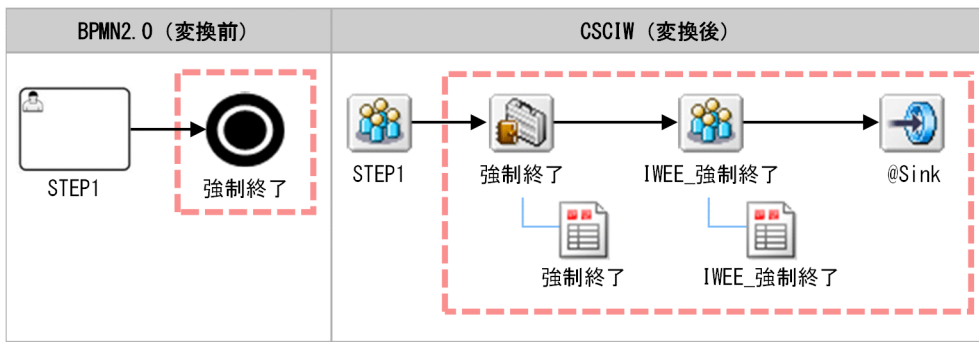 BPMN2.0（変換前）
CSCIW（変換後）
STEP1
強制終了
STEP1
強制終了
IWEE_強制終了
@Sink
強制終了
IWEE_強制終了